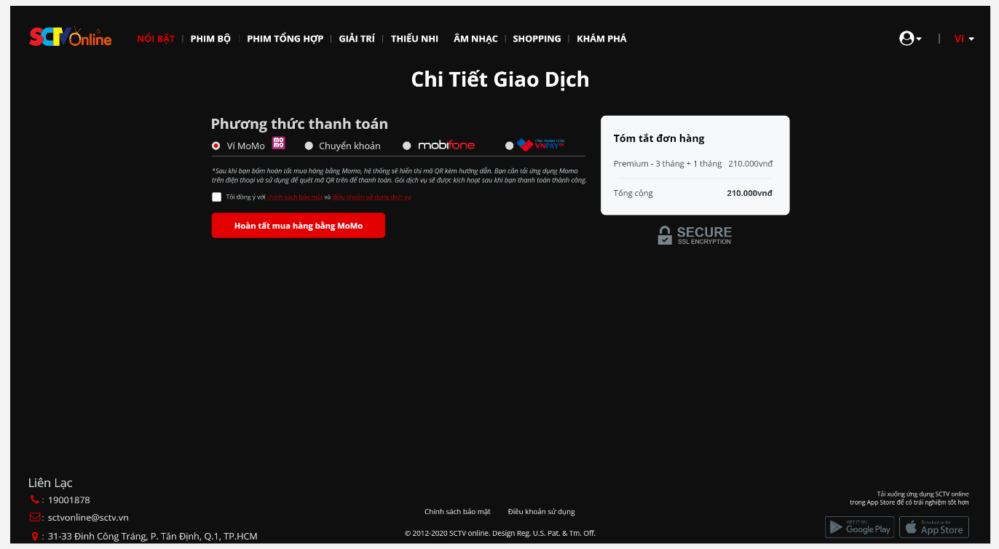 SCTVOnline
NỔI BẬT | PHIM BỘ | PHIM TỔNG HỢP | GIẢI TRÍ | THIẾU NHI ÂM NHẠC | SHOPPING | KHÁM PHÁ | Vi
Chi Tiết Giao Dịch
Phương thức thanh toán
Ví MoMo momo Chuyển khoản mobifone CỔNG THANH TOÁN VNPAY
*Sau khi bạn bấm hoàn tất mua hàng bằng Momo, hệ thống sẽ hiển thị mã QR kèm hướng dẫn. Bạn cần tải ứng dụng Momo
trên điện thoại và sử dụng để quét mã QR trên để thanh toán. Gói dịch vụ sẽ được kích hoạt sau khi bạn thanh toán thành công.
Tôi đồng ý với chính sách bảo mật và điều khoản sử dụng dịch vụ
Hoàn tất mua hàng bằng MoMo
Tóm tắt đơn hàng
Premium - 3 tháng + 1 tháng 210.000vnđ
Tổng cộng 210.000vnđ
SECURE
SSL ENCRYPTION
Liên Lạc
: 19001878
: sctvonline@sctv.vn
: 31-33 Đinh Công Tráng, P. Tân Định, Q.1, TP.HCM
Chính sách bảo mật Điều khoản sử dụng
© 2012-2020 SCTV online. Design Reg. U.S. Pat. & Tm. Off.
Tải xuống ứng dụng SCTV online
trong App Store để có trải nghiệm tốt hơn
GET IT ON
Google Play
Download on the
App Store